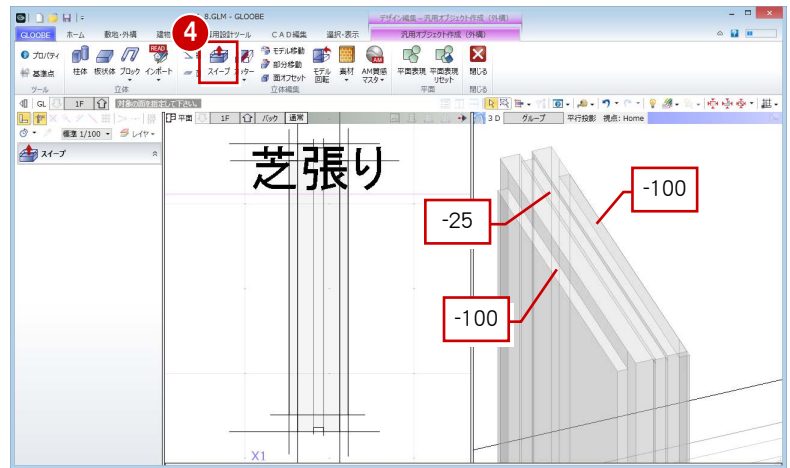 8.GLM - GLOOBE
デザイン編集 - 汎用オブジェクト作成（外構）
GLOOBE ホーム 敷地・外構 建物 用設計ツール CAD編集 選択・表示 汎用オブジェクト作成（外構）
4
プロパティ
基準点
柱体 板状体 ブロック インポート
READ
スイープ
モデル移動
部分移動
面オフセット
モデル回転 素材 AM質感マスタ
平面表現 平面表現リセット 閉じる
ツール 立体 立体編集 平面 閉じる
GL 1F 対象の面を指定して下さい。
平面 1F バック 通常
3D グループ 平行投影 視点: Home
標準 1/100 レイヤ
スイープ
芝張り
-100
-25
-100
X1